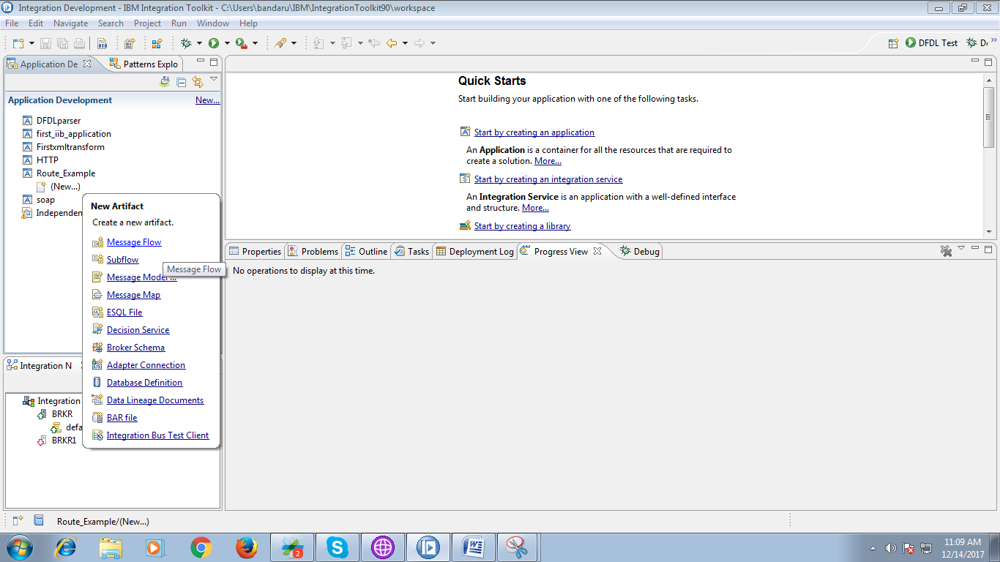 Integration Development - IBM Integration Toolkit - C:\Users\bandaru\IBM\IntegrationToolkit90\workspace
File Edit Navigate Search Project Run Window Help
010
DFDL Test
Application De
Patterns Explo
Application Development New...
DFDLparser
first_iib_application
Firstxmltransform
HTTP
Route_Example
(New...)
soap
Independen
New Artifact
Create a new artifact.
Message Flow
Subflow
Message Flow
Message Model ...
Message Map
ESQL File
Decision Service
Broker Schema
Adapter Connection
Database Definition
Data Lineage Documents
BAR file
Integration Bus Test Client
Quick Starts
Start building your application with one of the following tasks.
Start by creating an application
An Application is a container for all the resources that are required to
create a solution. More...
Start by creating an integration service
An Integration Service is an application with a well-defined interface
and structure. More...
Start by creating a library
Properties Problems Outline Tasks Deployment Log Progress View Debug
No operations to display at this time.
Integration N
Integration
BRKR
defa
BRKR1
Route_Example/(New...)
2
11:09 AM
12/14/2017